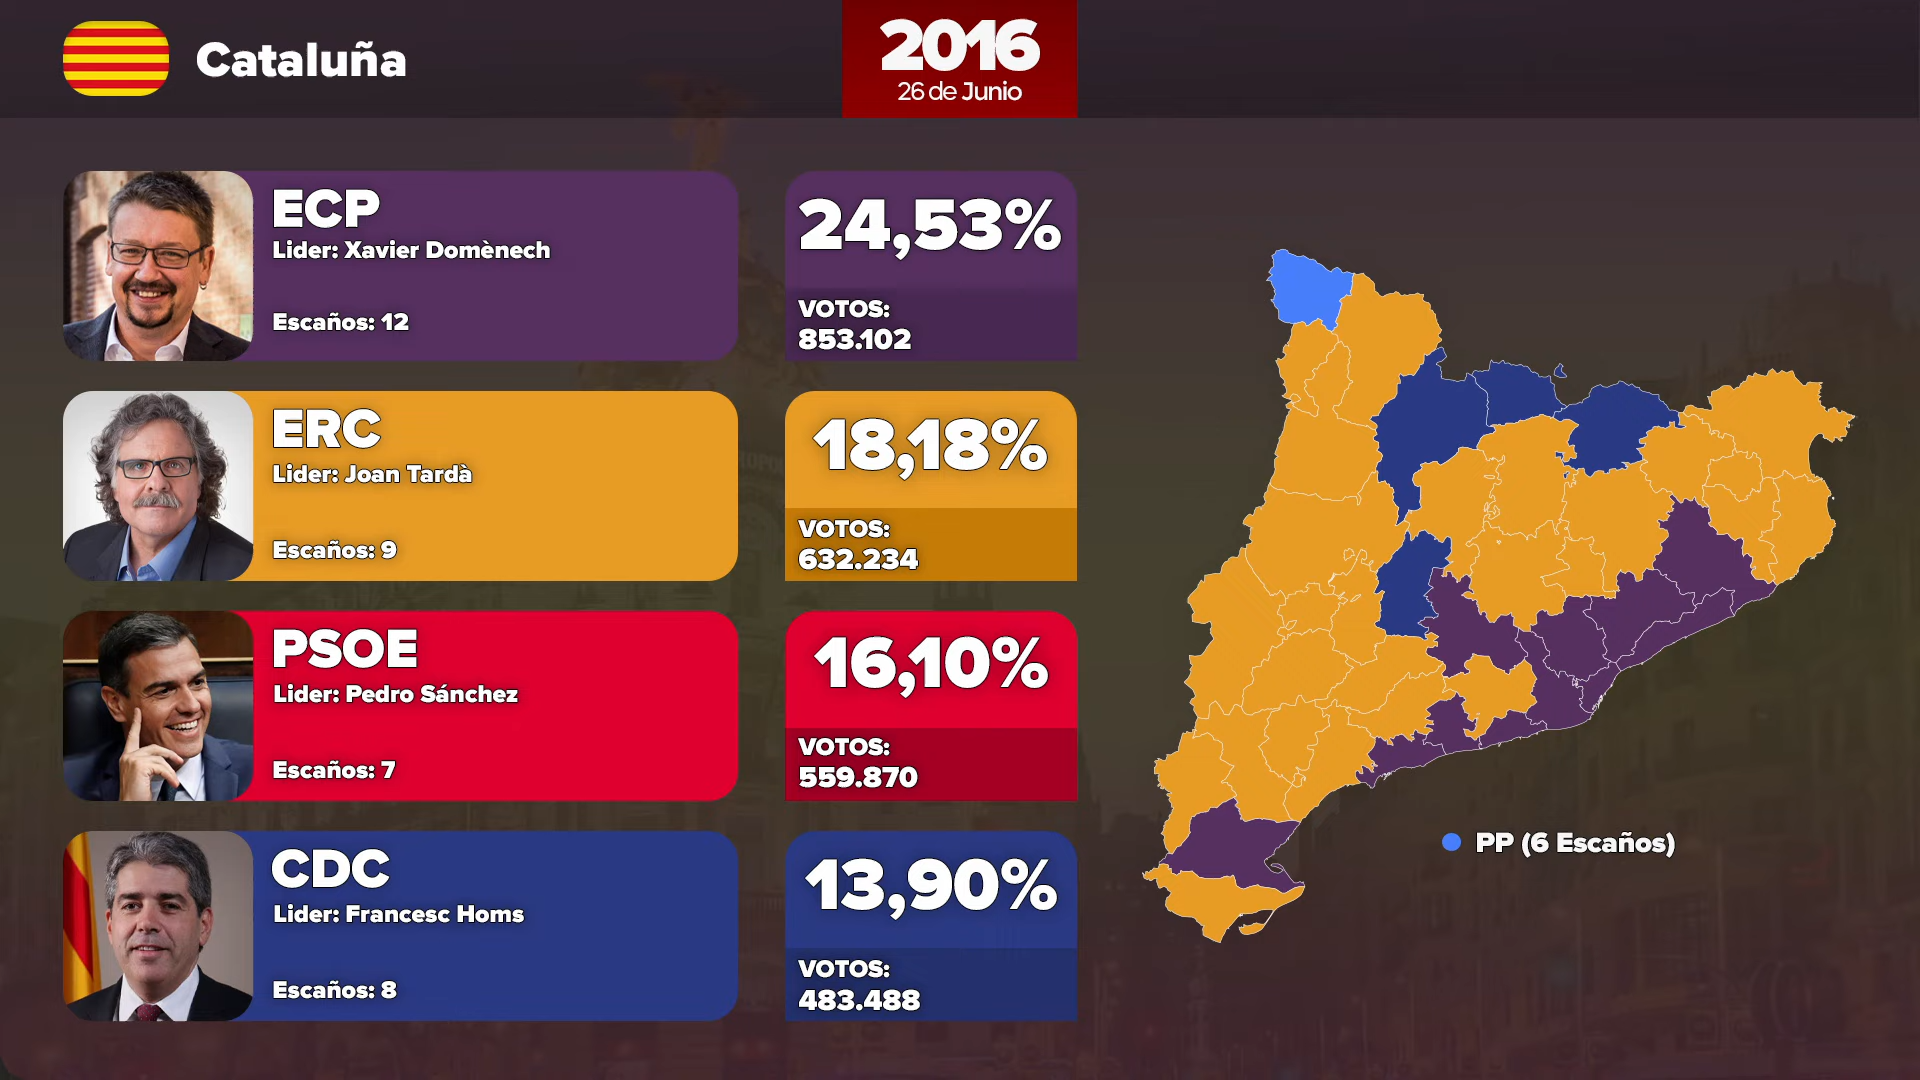 Cataluña
2016
26 de Junio
ECP
Lider: Xavier Domènech
Escaños: 12
24,53%
VOTOS:
853.102
ERC
Lider: Joan Tardà
Escaños: 9
18,18%
VOTOS:
632.234
PSOE
Lider: Pedro Sánchez
Escaños: 7
16,10%
VOTOS:
559.870
CDC
Lider: Francesc Homs
Escaños: 8
13,90%
VOTOS:
483.488
PP (6 Escaños)